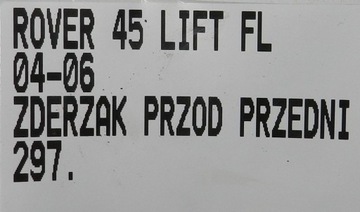 ROVER 45 LIFT FL
04-06
ZDERZAK PRZOD PRZEDNI
297.